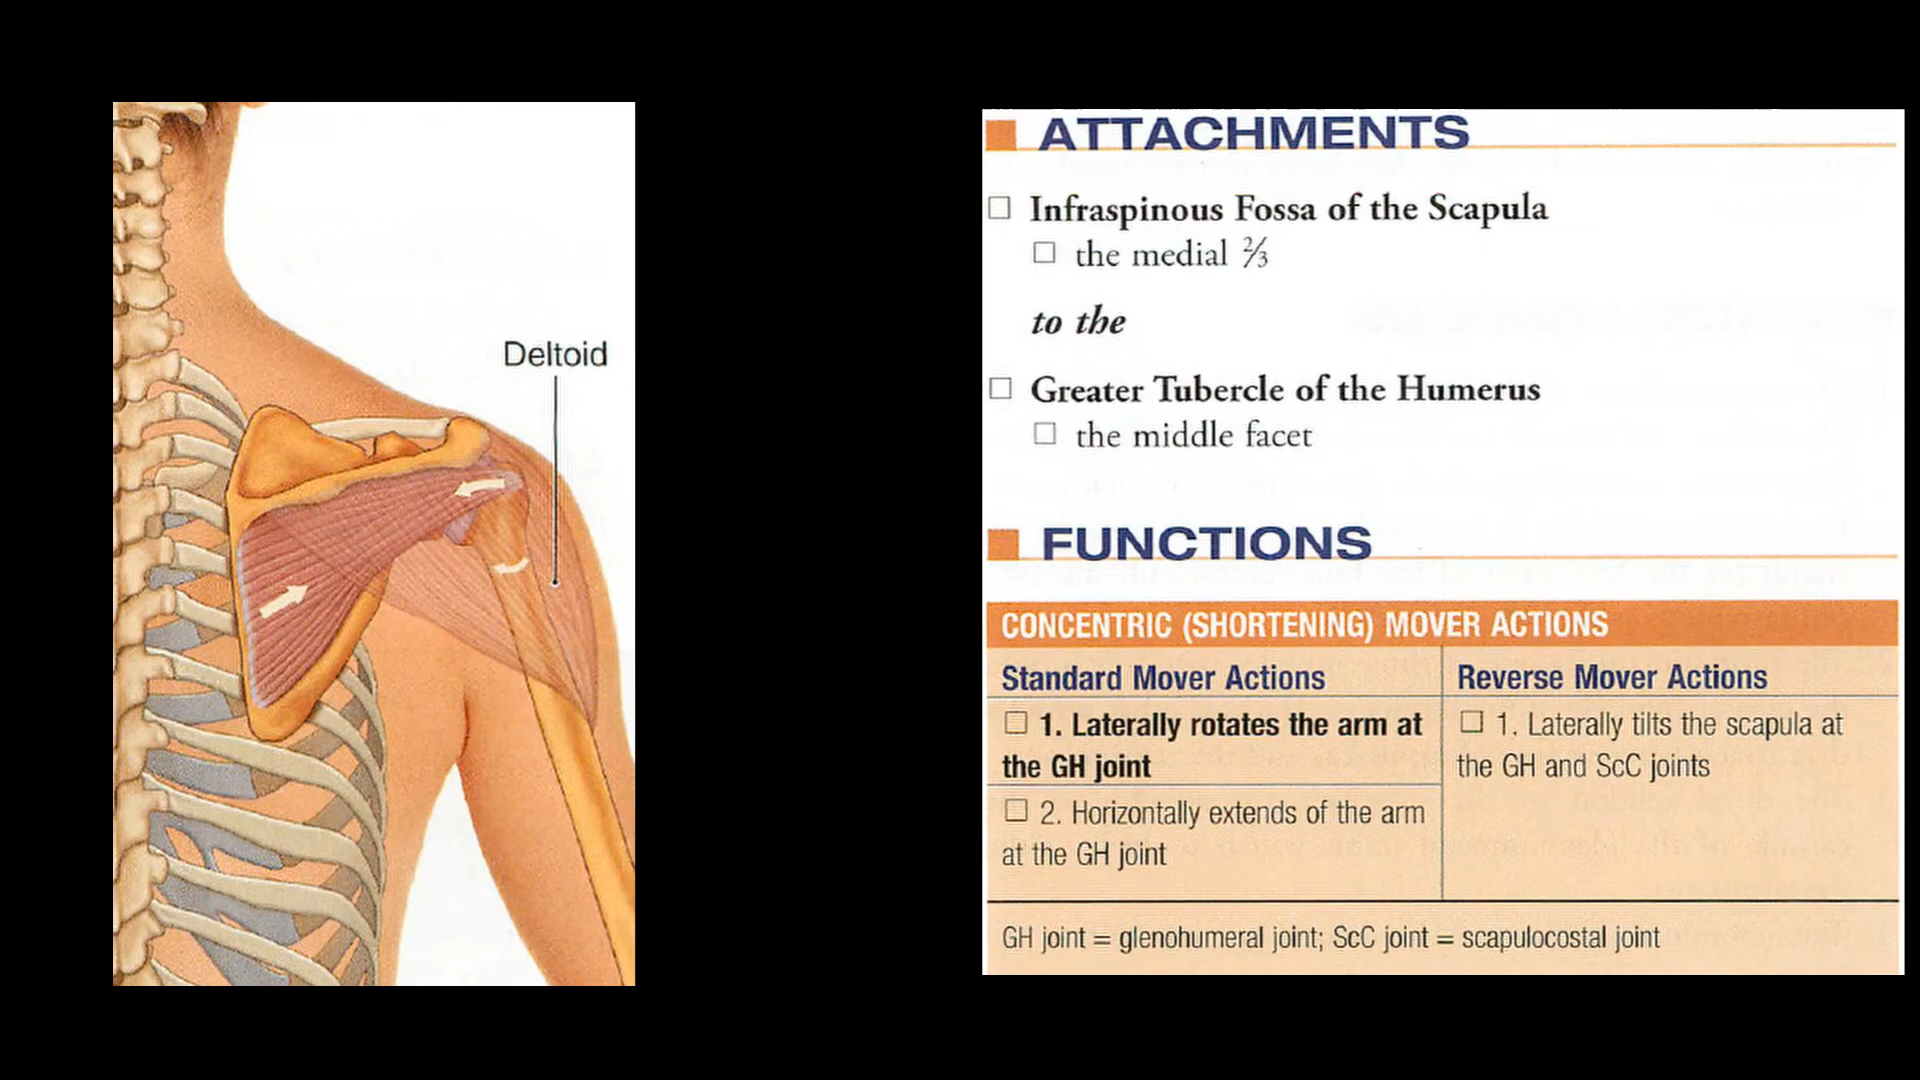 Deltoid
ATTACHMENTS
Infraspinous Fossa of the Scapula
the medial ⅔
to the
Greater Tubercle of the Humerus
the middle facet
FUNCTIONS
CONCENTRIC (SHORTENING) MOVER ACTIONS
Standard Mover Actions
1. Laterally rotates the arm at
the GH joint
2. Horizontally extends of the arm
at the GH joint
Reverse Mover Actions
1. Laterally tilts the scapula at
the GH and ScC joints
GH joint = glenohumeral joint; ScC joint = scapulocostal joint